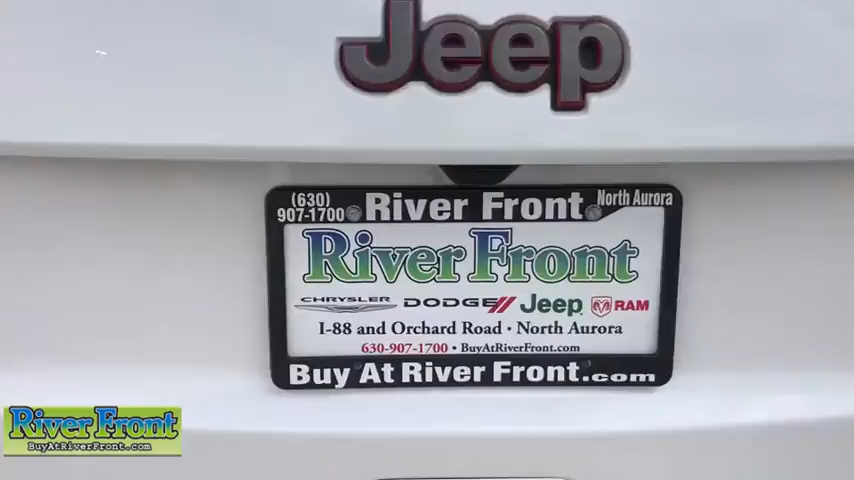 Jeep
(630)
907-1700 River Front North Aurora
River Front
CHRYSLER DODGE Jeep RAM
I-88 and Orchard Road · North Aurora
630-907-1700 · BuyAtRiverFront.com
Buy At River Front.com
River Front
BuyAtRiverFront.com